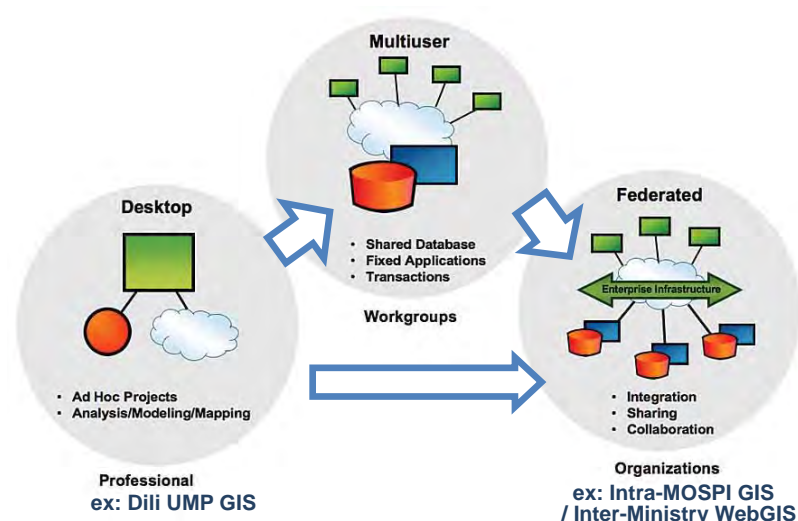 Multiuser
• Shared Database
• Fixed Applications
• Transactions
Workgroups
Desktop
• Ad Hoc Projects
• Analysis/Modeling/Mapping
Professional
ex: Dili UMP GIS
Federated
Enterprise Infrastructure
• Integration
• Sharing
• Collaboration
Organizations
ex: Intra-MOSPI GIS
/ Inter-Ministry WebGIS